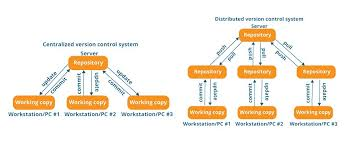 Centralized version control system
Server
Repository
update
commit
commit
update
commit
update
Working copy
Working copy
Working copy
Workstation/PC #1
Workstation/PC #2
Workstation/PC #3
Distributed version control system
Server
Repository
push
pull
push
pull
push
pull
Repository
Repository
Repository
commit
update
commit
update
commit
update
Working copy
Working copy
Working copy
Workstation/PC #1
Workstation/PC #2
Workstation/PC #3